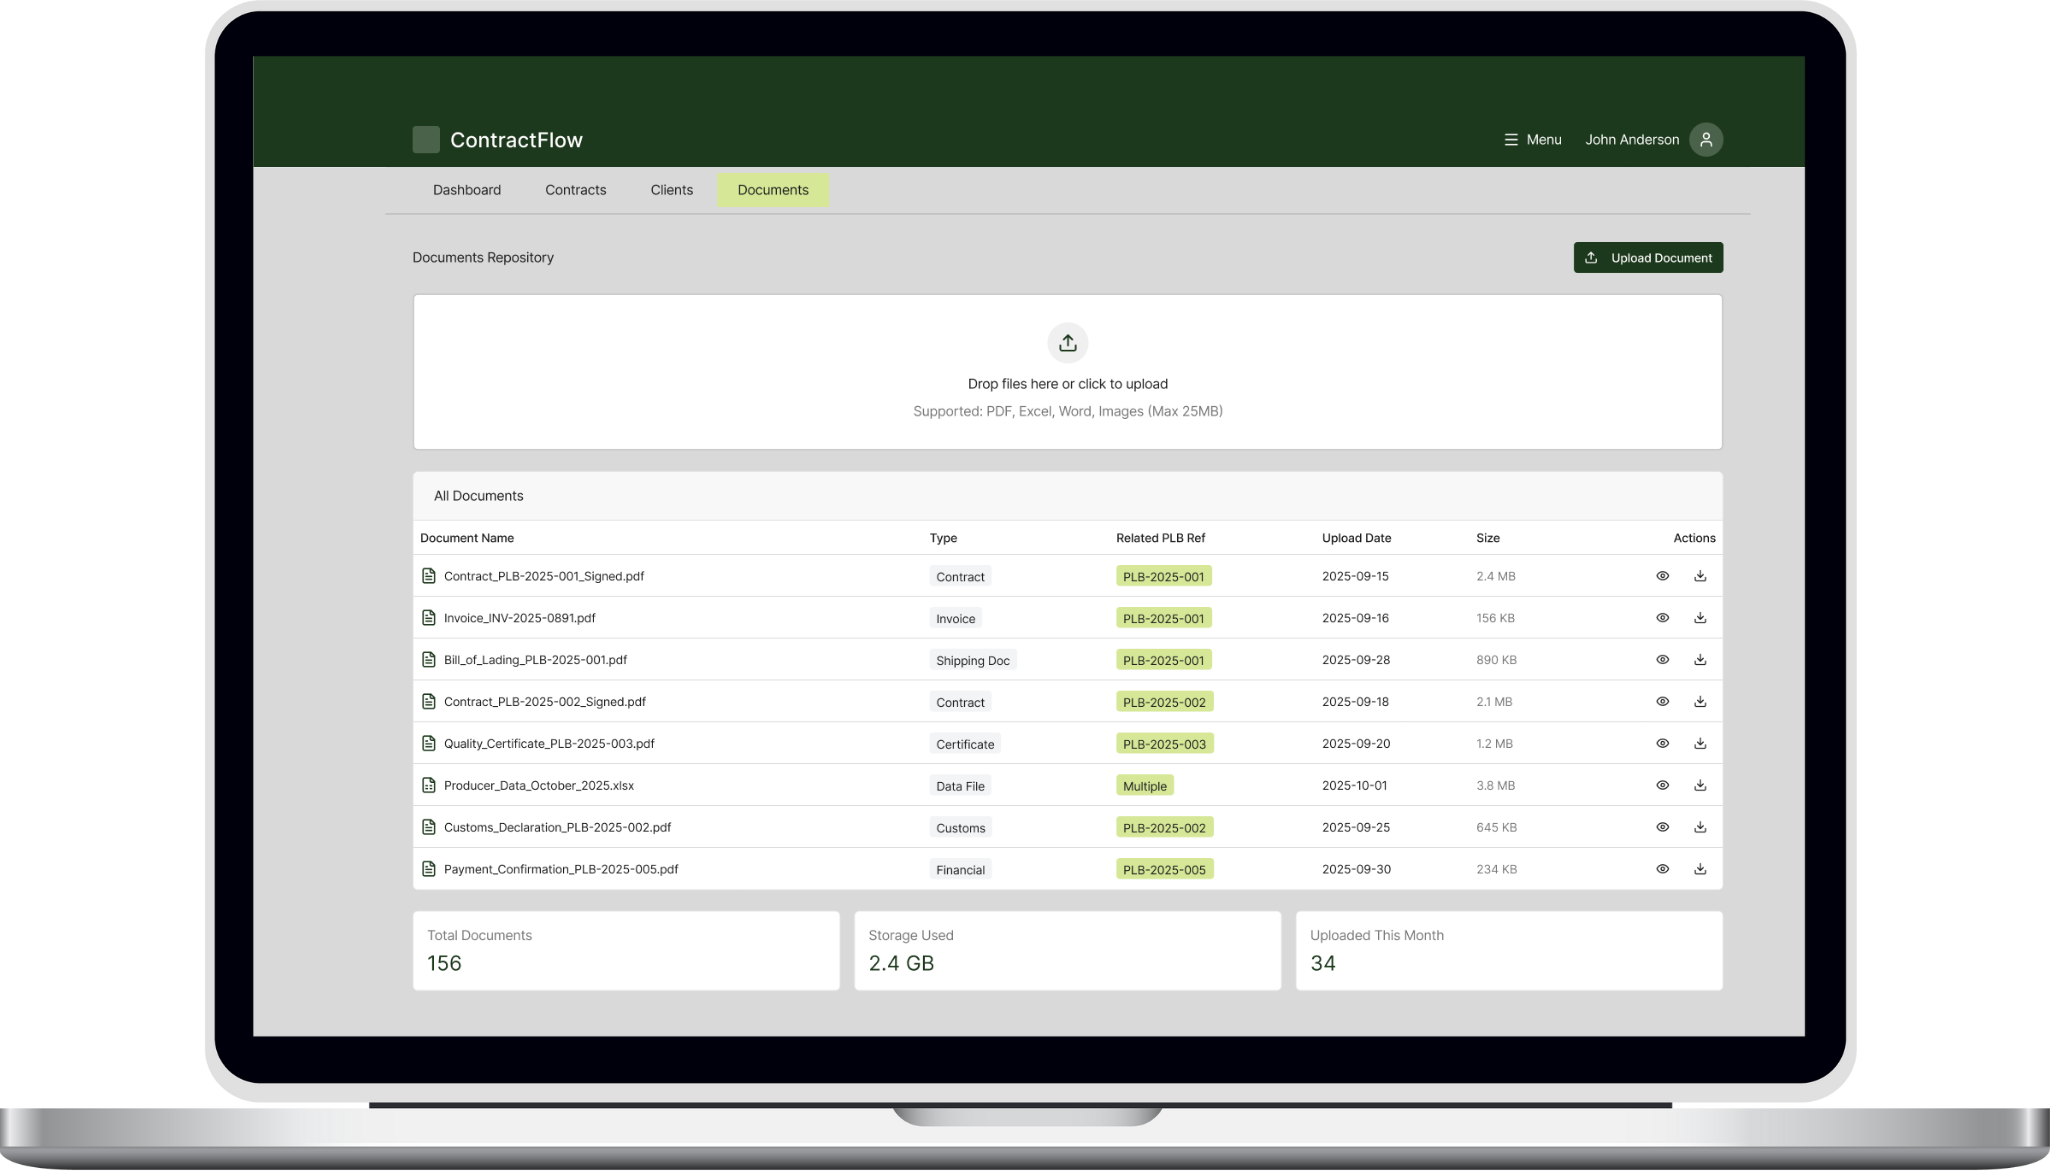 ContractFlow
Menu John Anderson
Dashboard Contracts Clients Documents
Documents Repository Upload Document
Drop files here or click to upload
Supported: PDF, Excel, Word, Images (Max 25MB)
All Documents
Document Name Type Related PLB Ref Upload Date Size Actions
Contract_PLB-2025-001_Signed.pdf Contract PLB-2025-001 2025-09-15 2.4 MB
Invoice_INV-2025-0891.pdf Invoice PLB-2025-001 2025-09-16 156 KB
Bill_of_Lading_PLB-2025-001.pdf Shipping Doc PLB-2025-001 2025-09-28 890 KB
Contract_PLB-2025-002_Signed.pdf Contract PLB-2025-002 2025-09-18 2.1 MB
Quality_Certificate_PLB-2025-003.pdf Certificate PLB-2025-003 2025-09-20 1.2 MB
Producer_Data_October_2025.xlsx Data File Multiple 2025-10-01 3.8 MB
Customs_Declaration_PLB-2025-002.pdf Customs PLB-2025-002 2025-09-25 645 KB
Payment_Confirmation_PLB-2025-005.pdf Financial PLB-2025-005 2025-09-30 234 KB
Total Documents Storage Used Uploaded This Month
156 2.4 GB 34